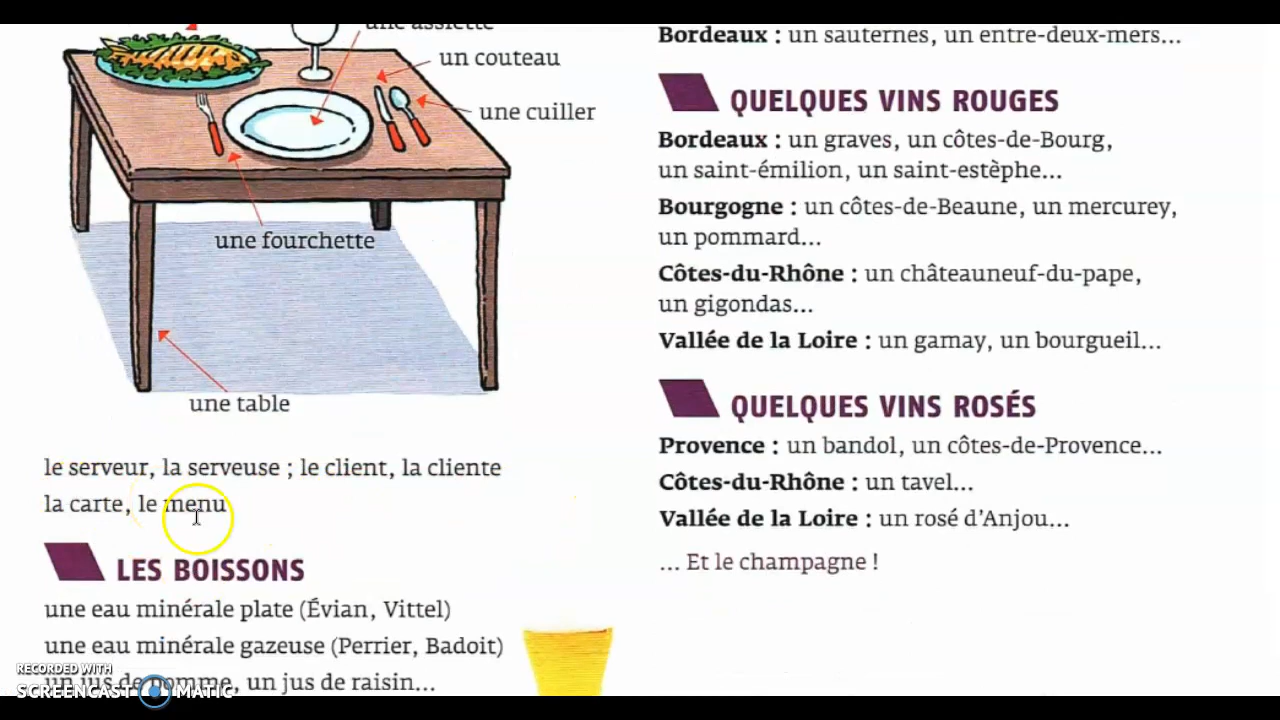 une assiette
un couteau
une cuiller
une fourchette
une table
le serveur, la serveuse ; le client, la cliente
la carte, le menu
LES BOISSONS
une eau minérale plate (Évian, Vittel)
une eau minérale gazeuse (Perrier, Badoit)
un jus de pomme, un jus de raisin...
Bordeaux : un sauternes, un entre-deux-mers...
QUELQUES VINS ROUGES
Bordeaux : un graves, un côtes-de-Bourg,
un saint-émilion, un saint-estèphe...
Bourgogne : un côtes-de-Beaune, un mercurey,
un pommard...
Côtes-du-Rhône : un châteauneuf-du-pape,
un gigondas...
Vallée de la Loire : un gamay, un bourgueil...
QUELQUES VINS ROSÉS
Provence : un bandol, un côtes-de-Provence...
Côtes-du-Rhône : un tavel...
Vallée de la Loire : un rosé d'Anjou...
... Et le champagne !
RECORDED WITH
SCREENCAST MATIC